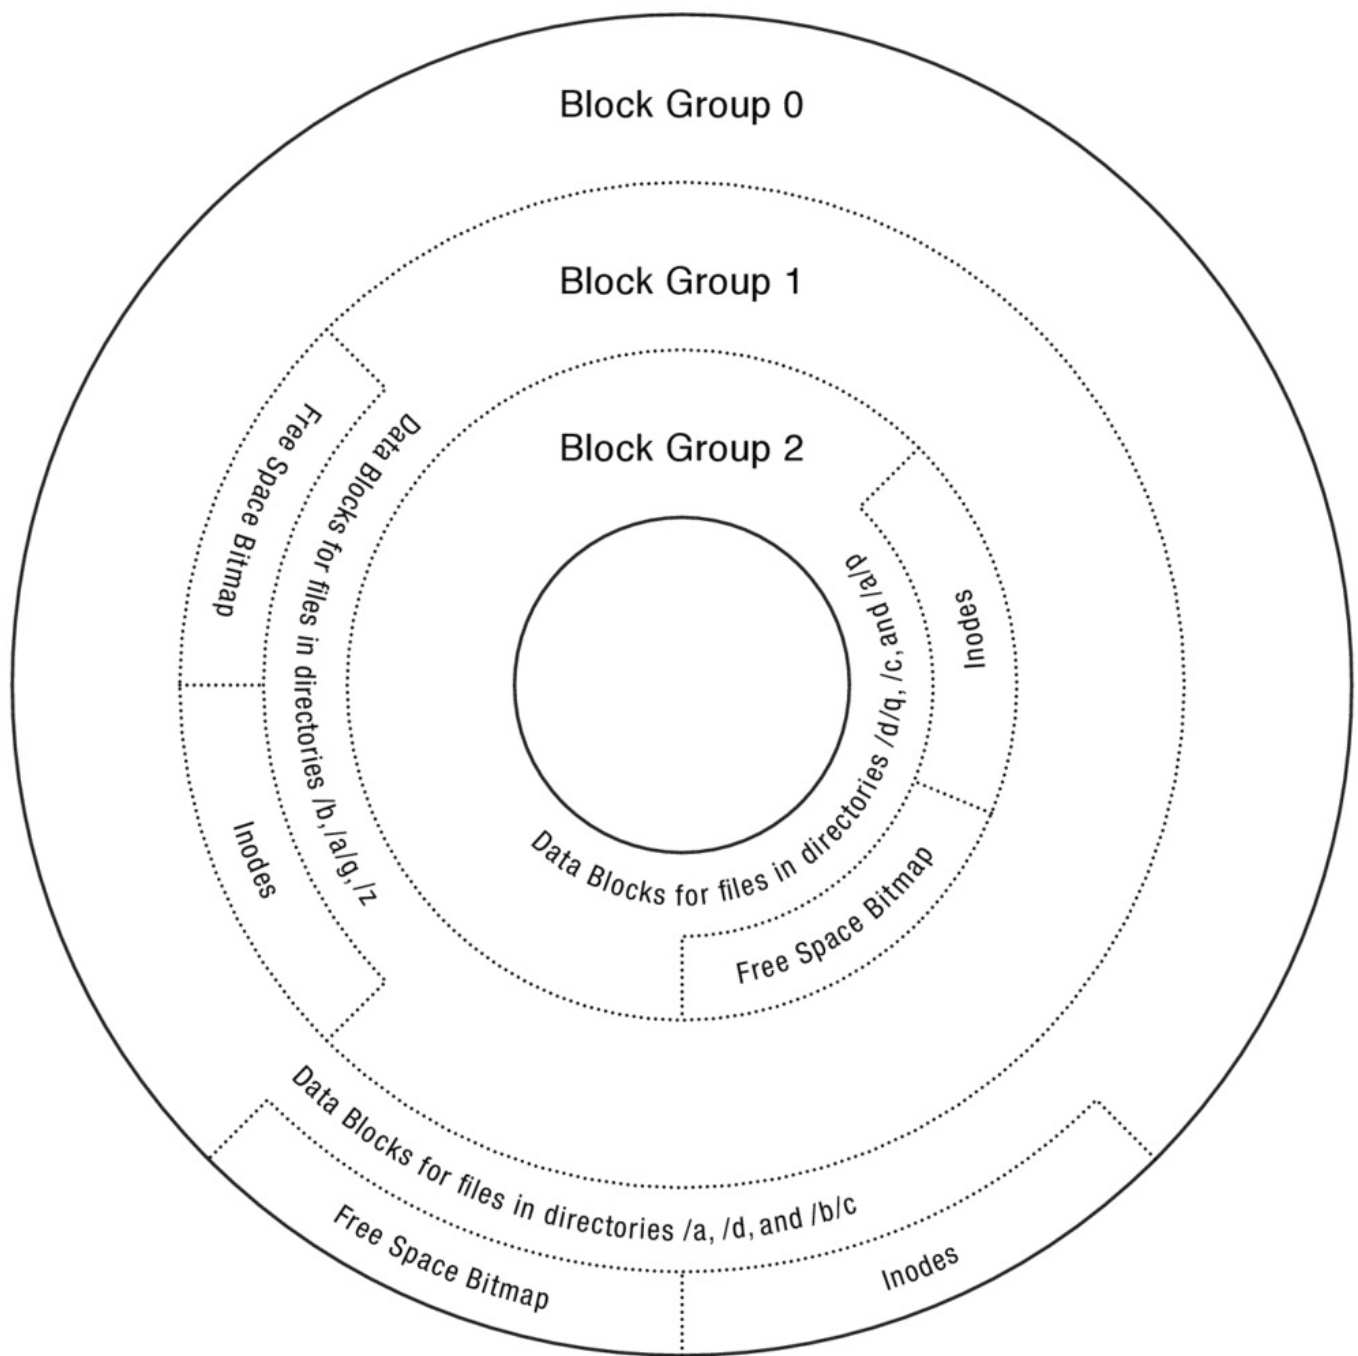 Block Group 0
Block Group 1
Block Group 2
Free Space Bitmap
Data Blocks for files in directories /b, /a/g, /z
Inodes
Inodes
Data Blocks for files in directories /d/q, /c, and /a/p
Free Space Bitmap
Data Blocks for files in directories /a, /d, and /b/c
Free Space Bitmap
Inodes